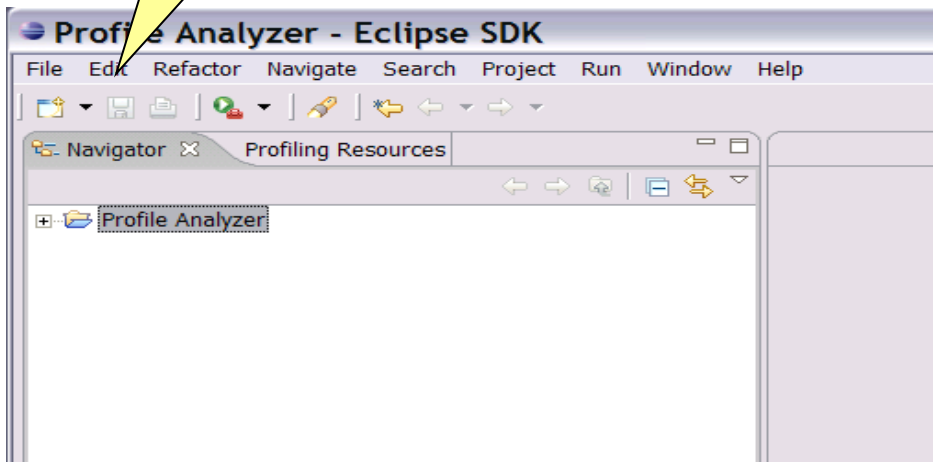 Profile Analyzer - Eclipse SDK
File Edit Refactor Navigate Search Project Run Window Help
Navigator Profiling Resources
Profile Analyzer